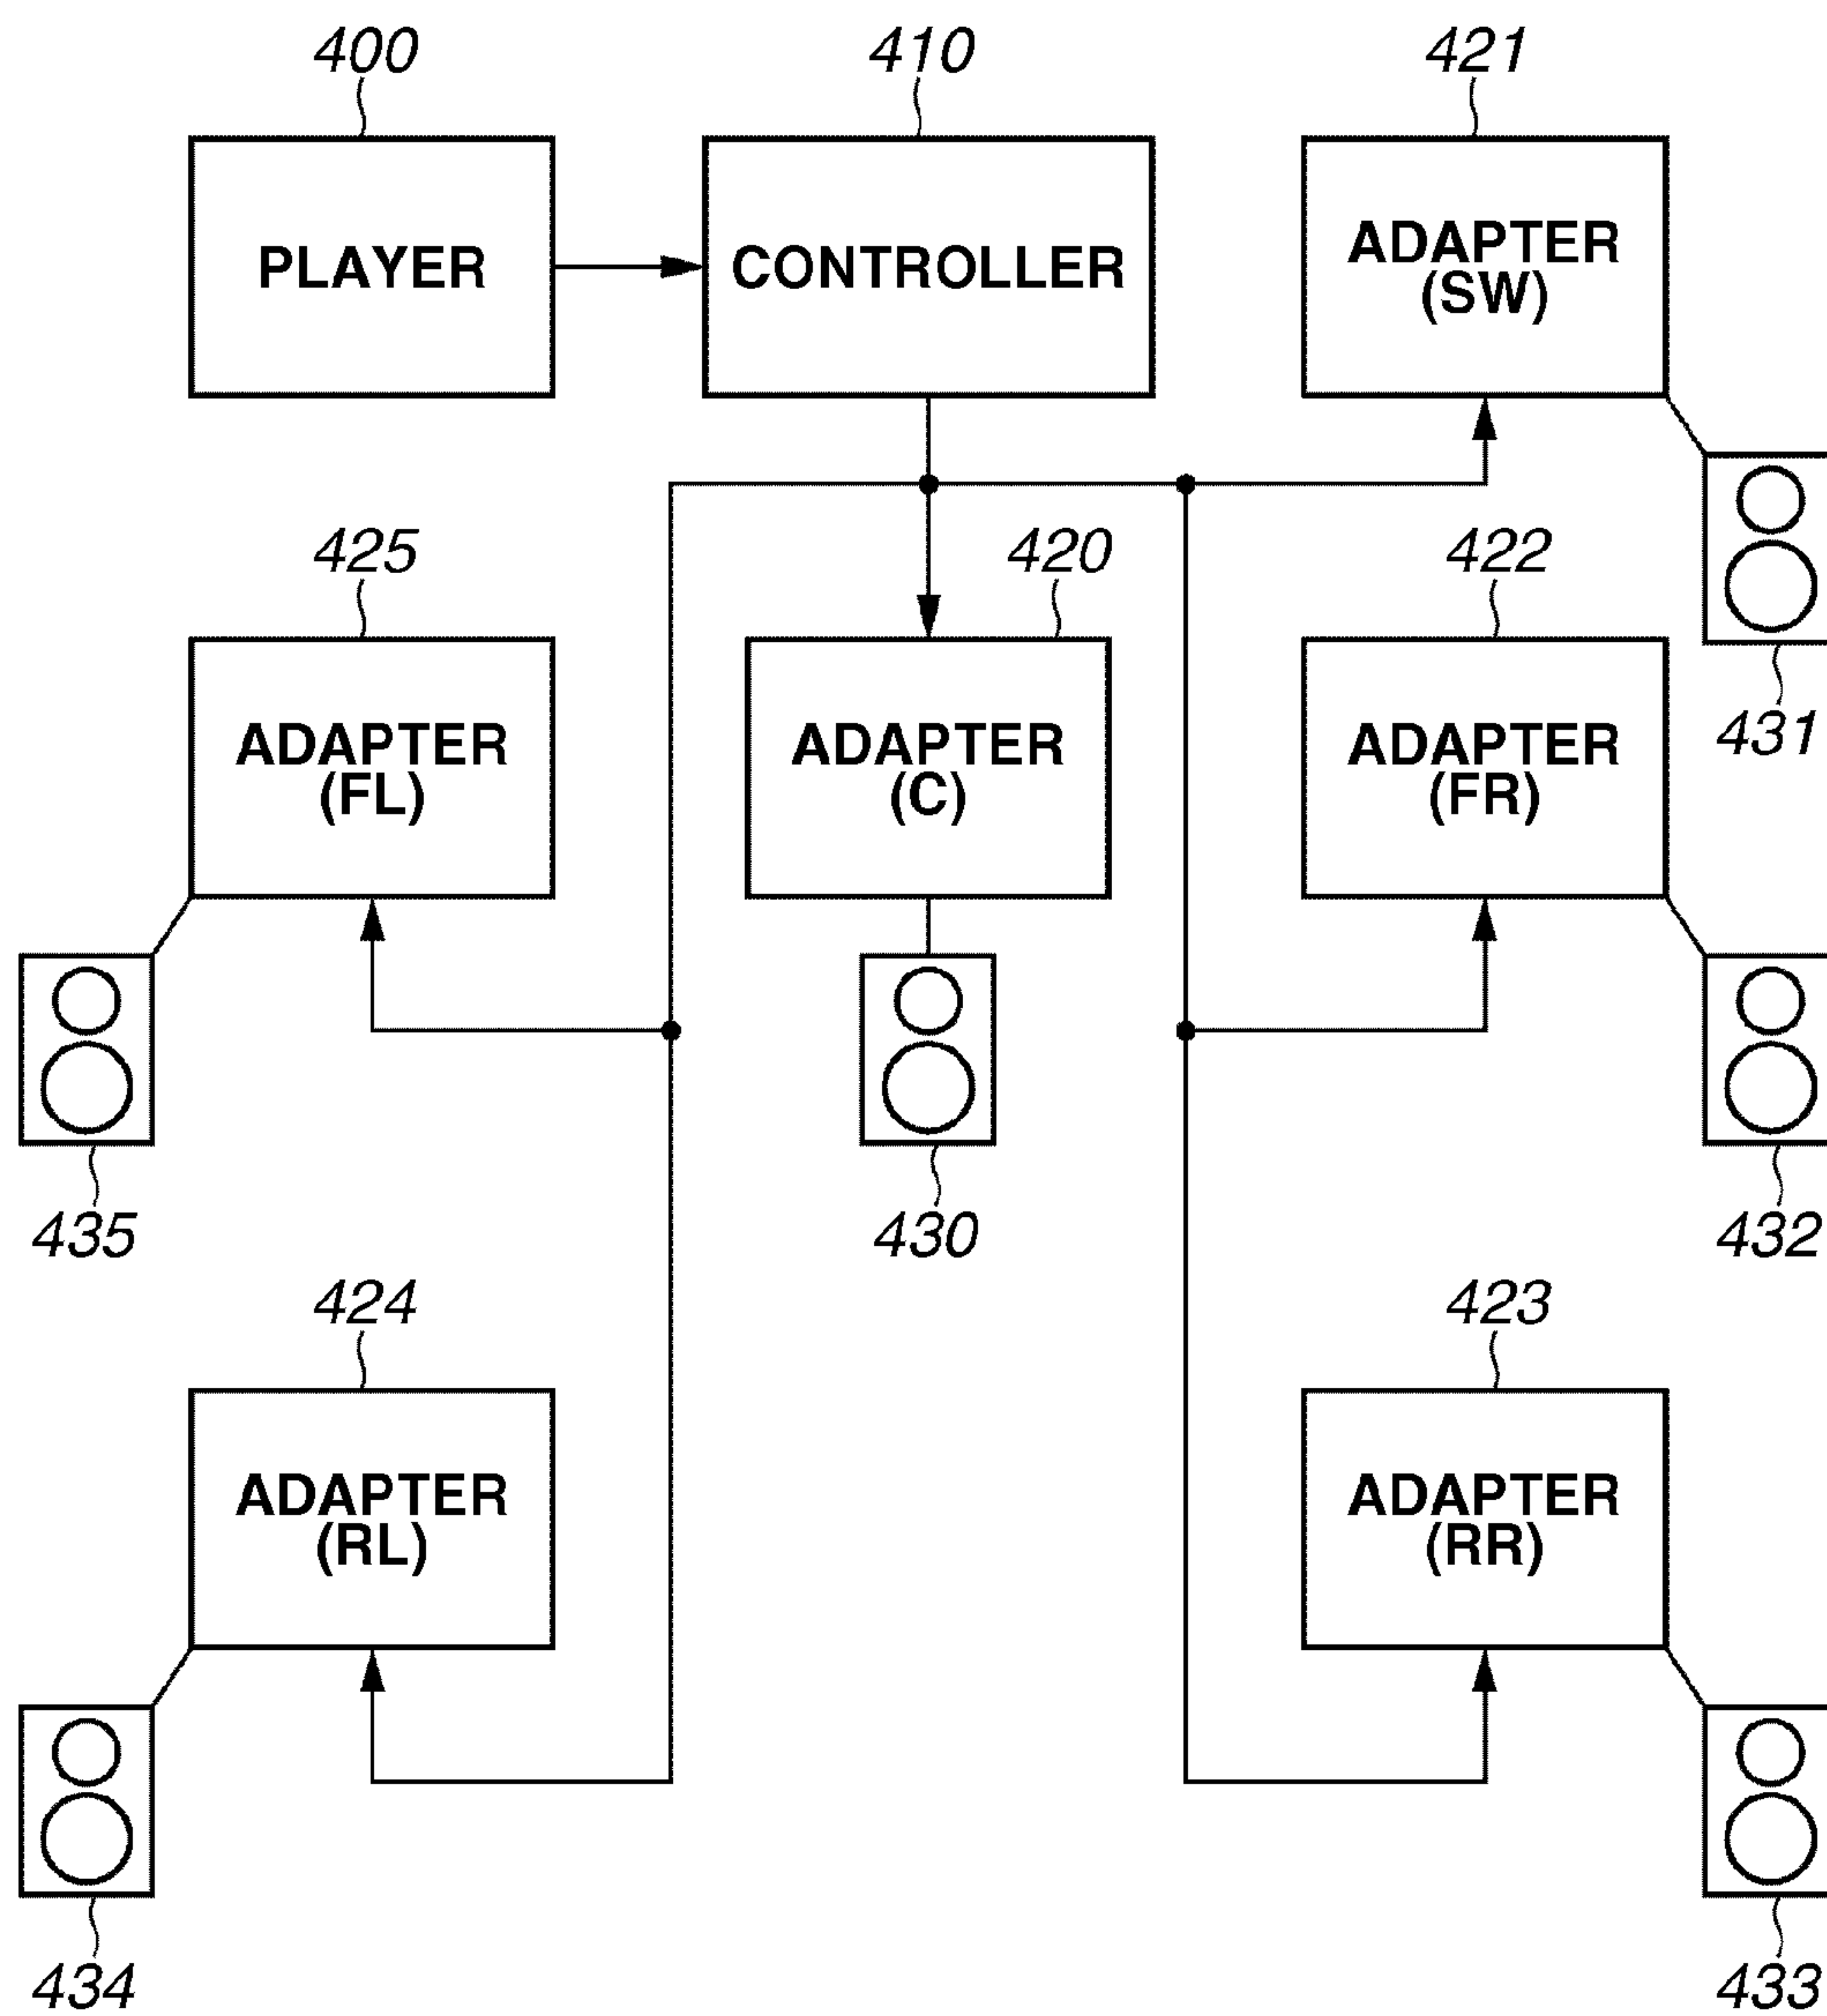 400
410
421
PLAYER
CONTROLLER
ADAPTER
(SW)
425
420
422
431
ADAPTER
(FL)
ADAPTER
(C)
ADAPTER
(FR)
435
430
432
424
423
ADAPTER
(RL)
ADAPTER
(RR)
434
433